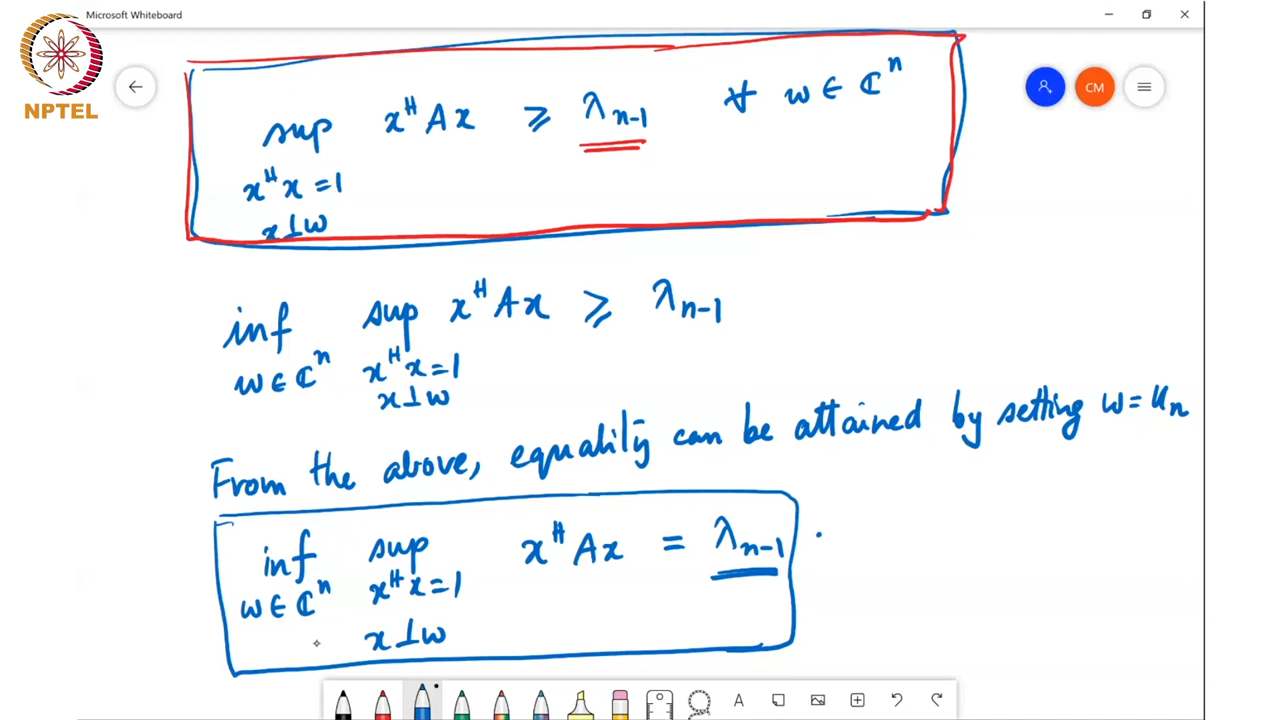 Microsoft Whiteboard
NPTEL
CM
sup x^H A x ≥ λ_{n-1} ∀ w ∈ ℂ^n
x^H x = 1
x ⊥ w
inf sup x^H A x ≥ λ_{n-1}
w ∈ ℂ^n x^H x = 1
x ⊥ w
From the above, equality can be attained by setting w = u_n
inf sup x^H A x = λ_{n-1} .
w ∈ ℂ^n x^H x = 1
x ⊥ w
A